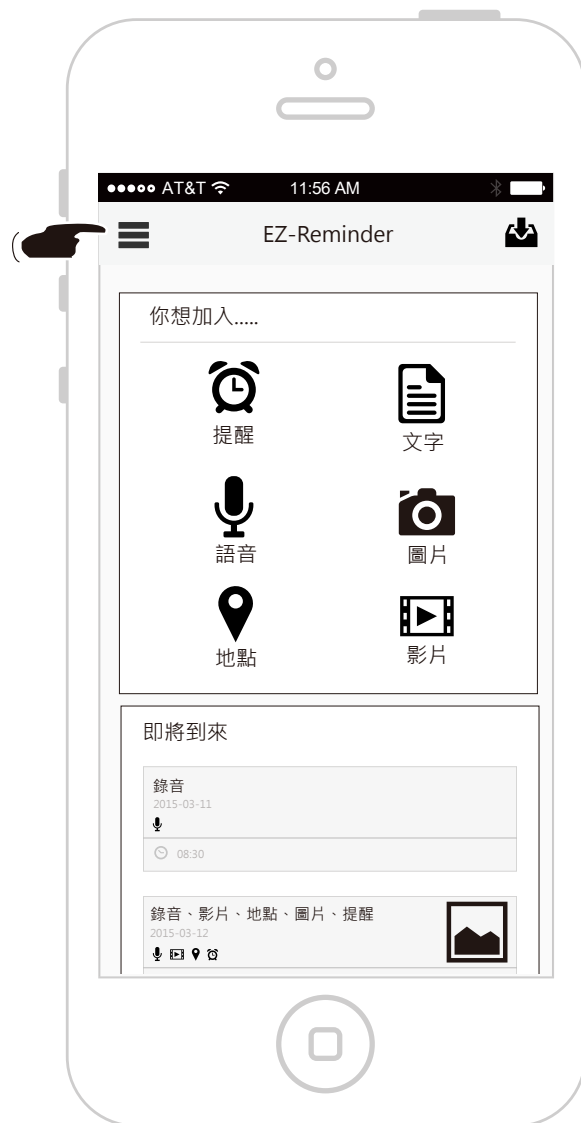 AT&T 11:56 AM
EZ-Reminder
你想加入.....
提醒 文字
語音 圖片
地點 影片
即將到來
錄音
2015-03-11
08:30
錄音、影片、地點、圖片、提醒
2015-03-12